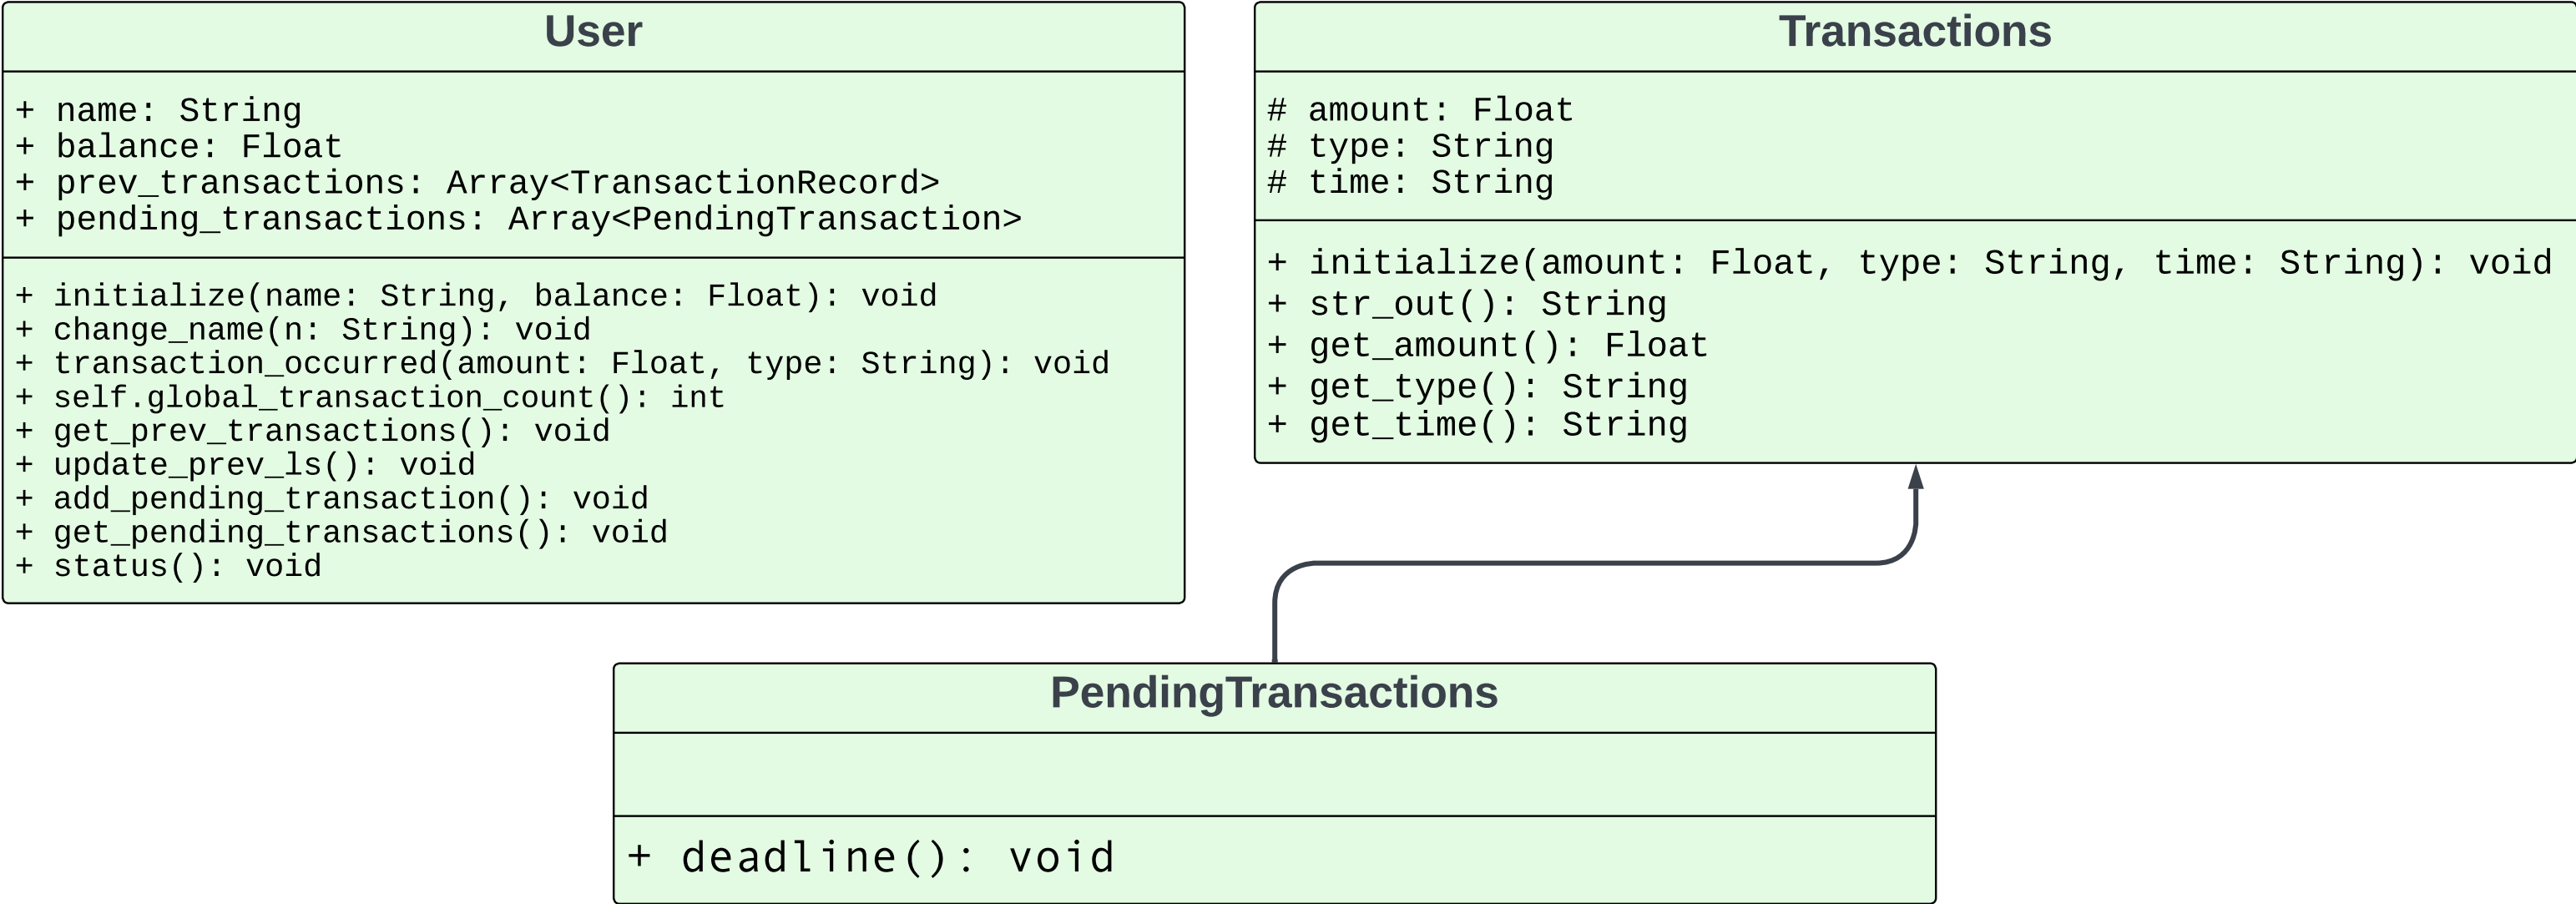 User
+ name: String
+ balance: Float
+ prev_transactions: Array<TransactionRecord>
+ pending_transactions: Array<PendingTransaction>
+ initialize(name: String, balance: Float): void
+ change_name(n: String): void
+ transaction_occurred(amount: Float, type: String): void
+ self.global_transaction_count(): int
+ get_prev_transactions(): void
+ update_prev_ls(): void
+ add_pending_transaction(): void
+ get_pending_transactions(): void
+ status(): void
Transactions
# amount: Float
# type: String
# time: String
+ initialize(amount: Float, type: String, time: String): void
+ str_out(): String
+ get_amount(): Float
+ get_type(): String
+ get_time(): String
PendingTransactions
+ deadline(): void